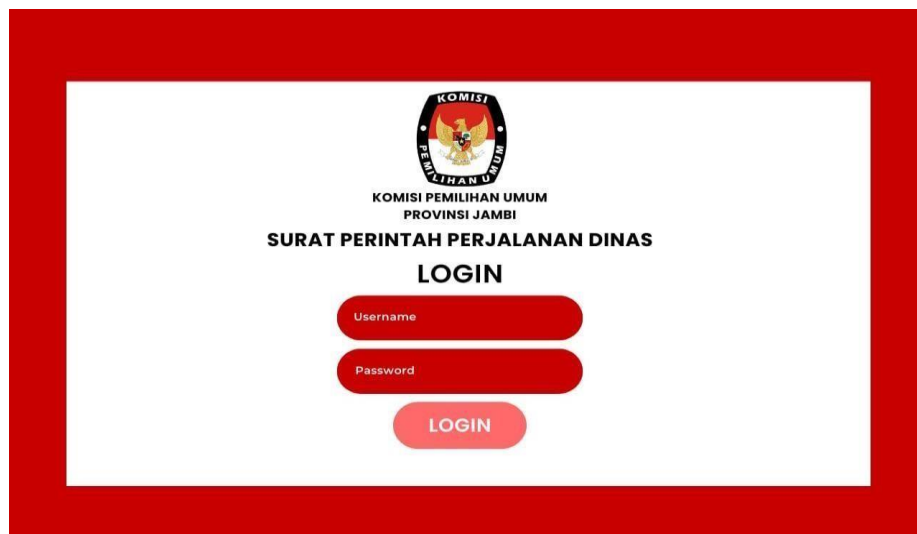 KOMISI
PEMILIHAN UMUM
KOMISI PEMILIHAN UMUM
PROVINSI JAMBI
SURAT PERINTAH PERJALANAN DINAS
LOGIN
Username
Password
LOGIN